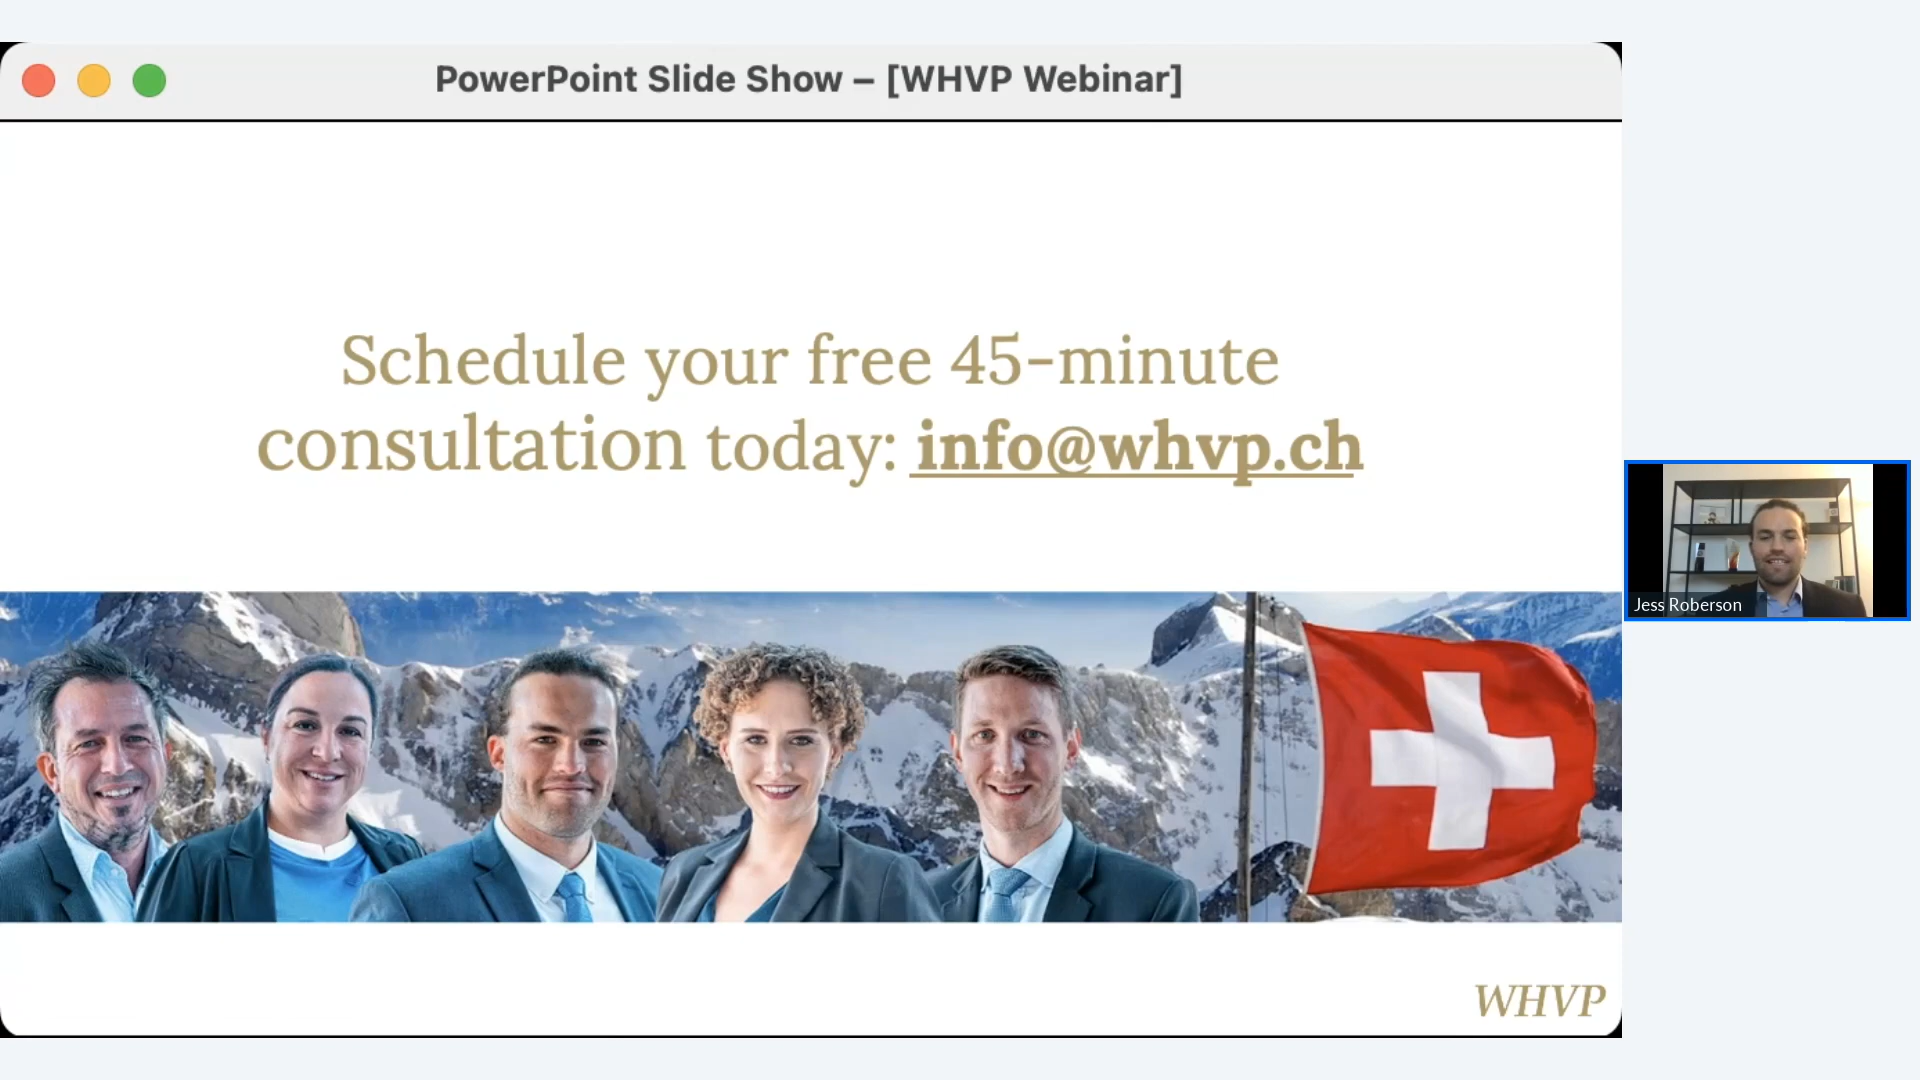 PowerPoint Slide Show – [WHVP Webinar]
Schedule your free 45-minute
consultation today: info@whvp.ch
Jess Roberson
WHVP